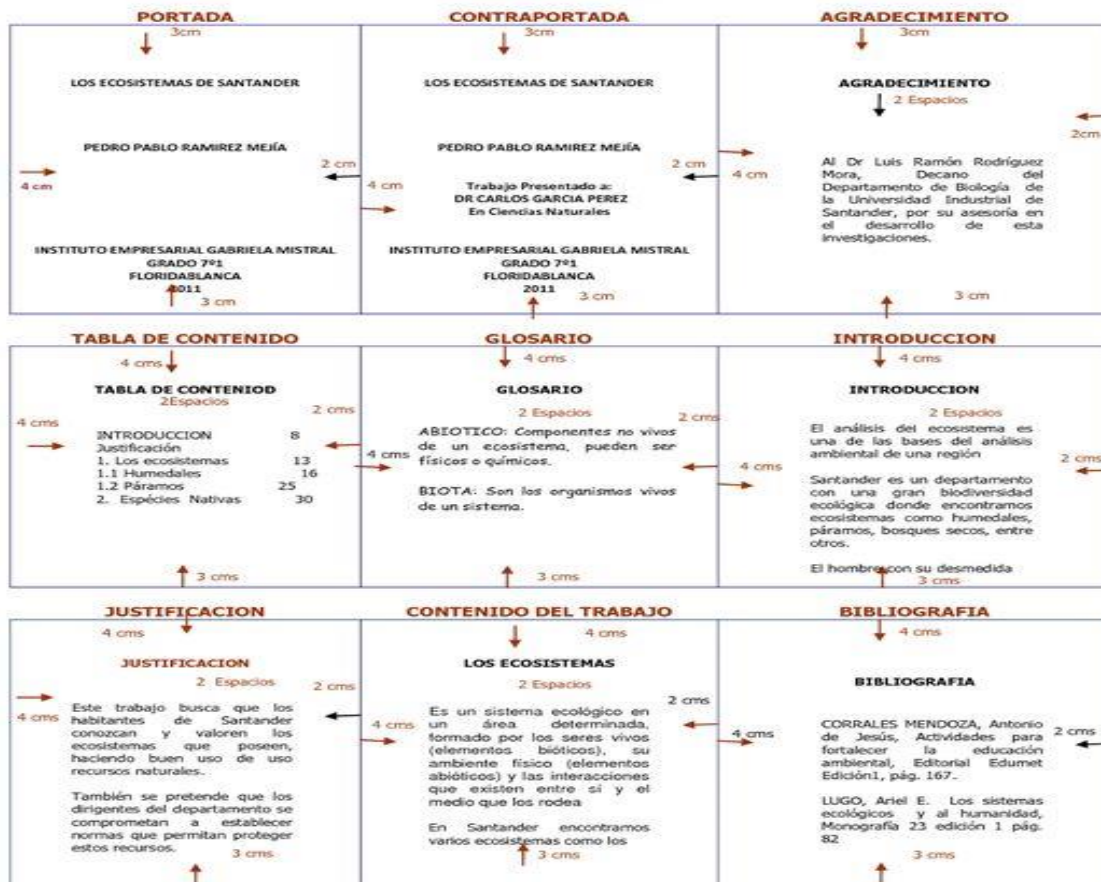 PORTADA
3cm
LOS ECOSISTEMAS DE SANTANDER
PEDRO PABLO RAMIREZ MEJÍA
2 cm
4 cm
INSTITUTO EMPRESARIAL GABRIELA MISTRAL
GRADO 7º1
FLORIDABLANCA
2011
3 cm
CONTRAPORTADA
3cm
LOS ECOSISTEMAS DE SANTANDER
PEDRO PABLO RAMIREZ MEJÍA
2 cm
4 cm
Trabajo Presentado a:
DR CARLOS GARCIA PEREZ
En Ciencias Naturales
INSTITUTO EMPRESARIAL GABRIELA MISTRAL
GRADO 7º1
FLORIDABLANCA
2011
3 cm
AGRADECIMIENTO
3cm
AGRADECIMIENTO
2 Espacios
2cm
4 cm
Al Dr Luis Ramón Rodríguez
Mora, Decano del
Departamento de Biología de
la Universidad Industrial de
Santander, por su asesoría en
el desarrollo de esta
investigaciones.
3 cm
TABLA DE CONTENIDO
4 cms
TABLA DE CONTENIOD
2Espacios
2 cms
4 cms
INTRODUCCION 8
Justificación
1. Los ecosistemas 13
1.1 Humedales 16
1.2 Páramos 25
2. Espécies Nativas 30
3 cms
GLOSARIO
4 cms
GLOSARIO
2 Espacios
2 cms
4 cms
ABIOTICO: Componentes no vivos
de un ecosistema, pueden ser
físicos o químicos.
BIOTA: Son los organismos vivos
de un sistema.
3 cms
INTRODUCCION
4 cms
INTRODUCCION
2 Espacios
El análisis del ecosistema es
una de las bases del análisis
ambiental de una región
2 cms
4 cms
Santander es un departamento
con una gran biodiversidad
ecológica donde encontramos
ecosistemas como humedales,
páramos, bosques secos, entre
otros.
El hombre con su desmedida
3 cms
JUSTIFICACION
4 cms
JUSTIFICACION
2 Espacios
2 cms
4 cms
Este trabajo busca que los
habitantes de Santander
conozcan y valoren los
ecosistemas que poseen,
haciendo buen uso de uso
recursos naturales.
También se pretende que los
dirigentes del departamento se
comprometan a establecer
normas que permitan proteger
estos recursos.
3 cms
CONTENIDO DEL TRABAJO
4 cms
LOS ECOSISTEMAS
2 Espacios
2 cms
4 cms
Es un sistema ecológico en
un área determinada,
formado por los seres vivos
(elementos bióticos), su
ambiente físico (elementos
abióticos) y las interacciones
que existen entre sí y el
medio que los rodea
En Santander encontramos
varios ecosistemas como los
3 cms
BIBLIOGRAFIA
4 cms
BIBLIOGRAFIA
2 cms
4 cms
CORRALES MENDOZA, Antonio
de Jesús, Actividades para
fortalecer la educación
ambiental, Editorial Edumet
Edición1, pág. 167.
LUGO, Ariel E. Los sistemas
ecológicos y al humanidad,
Monografía 23 edición 1 pág.
82
3 cms